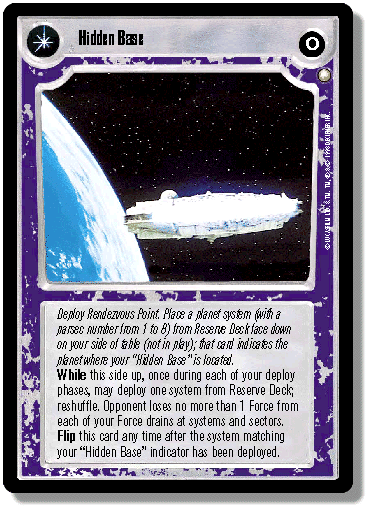 Hidden Base
0
Deploy Rendezvous Point. Place a planet system (with a
parsec number from 1 to 8) from Reserve Deck face down
on your side of table (not in play); that card indicates the
planet where your "Hidden Base" is located.
While this side up, once during each of your deploy
phases, may deploy one system from Reserve Deck;
reshuffle. Opponent loses no more than 1 Force from
each of your Force drains at systems and sectors.
Flip this card any time after the system matching
your "Hidden Base" indicator has been deployed.